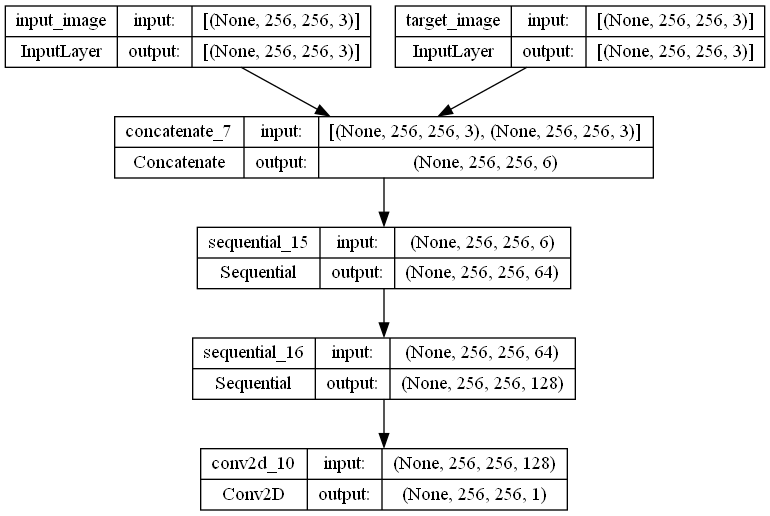 input_image input: [(None, 256, 256, 3)]
InputLayer output: [(None, 256, 256, 3)]
target_image input: [(None, 256, 256, 3)]
InputLayer output: [(None, 256, 256, 3)]
concatenate_7 input: [(None, 256, 256, 3), (None, 256, 256, 3)]
Concatenate output: (None, 256, 256, 6)
sequential_15 input: (None, 256, 256, 6)
Sequential output: (None, 256, 256, 64)
sequential_16 input: (None, 256, 256, 64)
Sequential output: (None, 256, 256, 128)
conv2d_10 input: (None, 256, 256, 128)
Conv2D output: (None, 256, 256, 1)